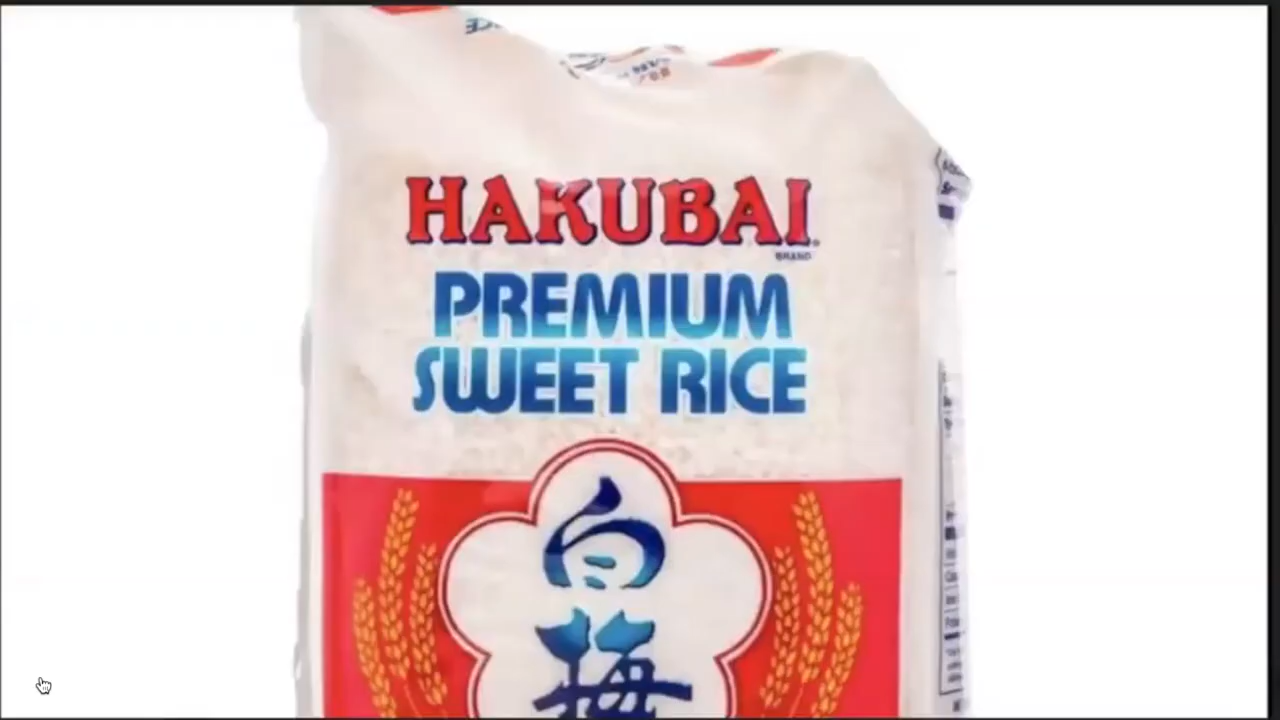 HAKUBAI
BRAND
PREMIUM
SWEET RICE
白
梅